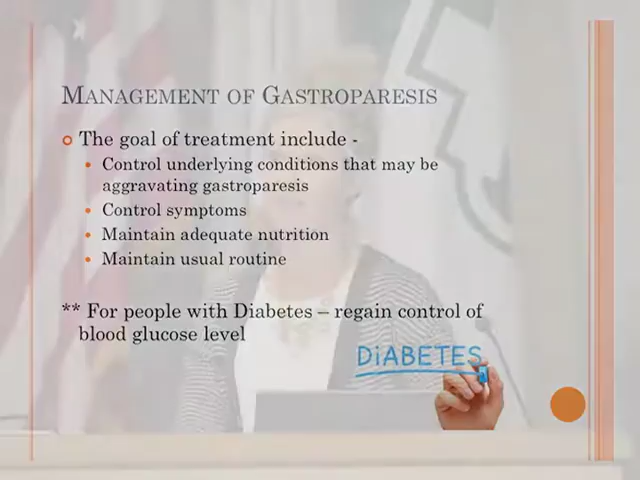 MANAGEMENT OF GASTROPARESIS
The goal of treatment include -
Control underlying conditions that may be
aggravating gastroparesis
Control symptoms
Maintain adequate nutrition
Maintain usual routine
** For people with Diabetes – regain control of
blood glucose level
DiABETES